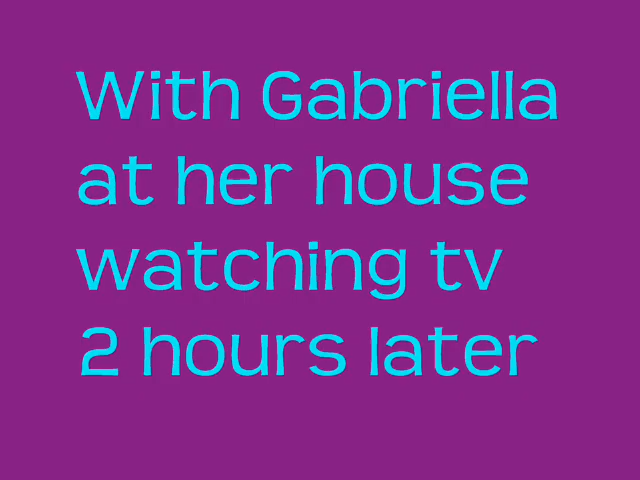 With Gabriella
at her house
watching tv
2 hours later